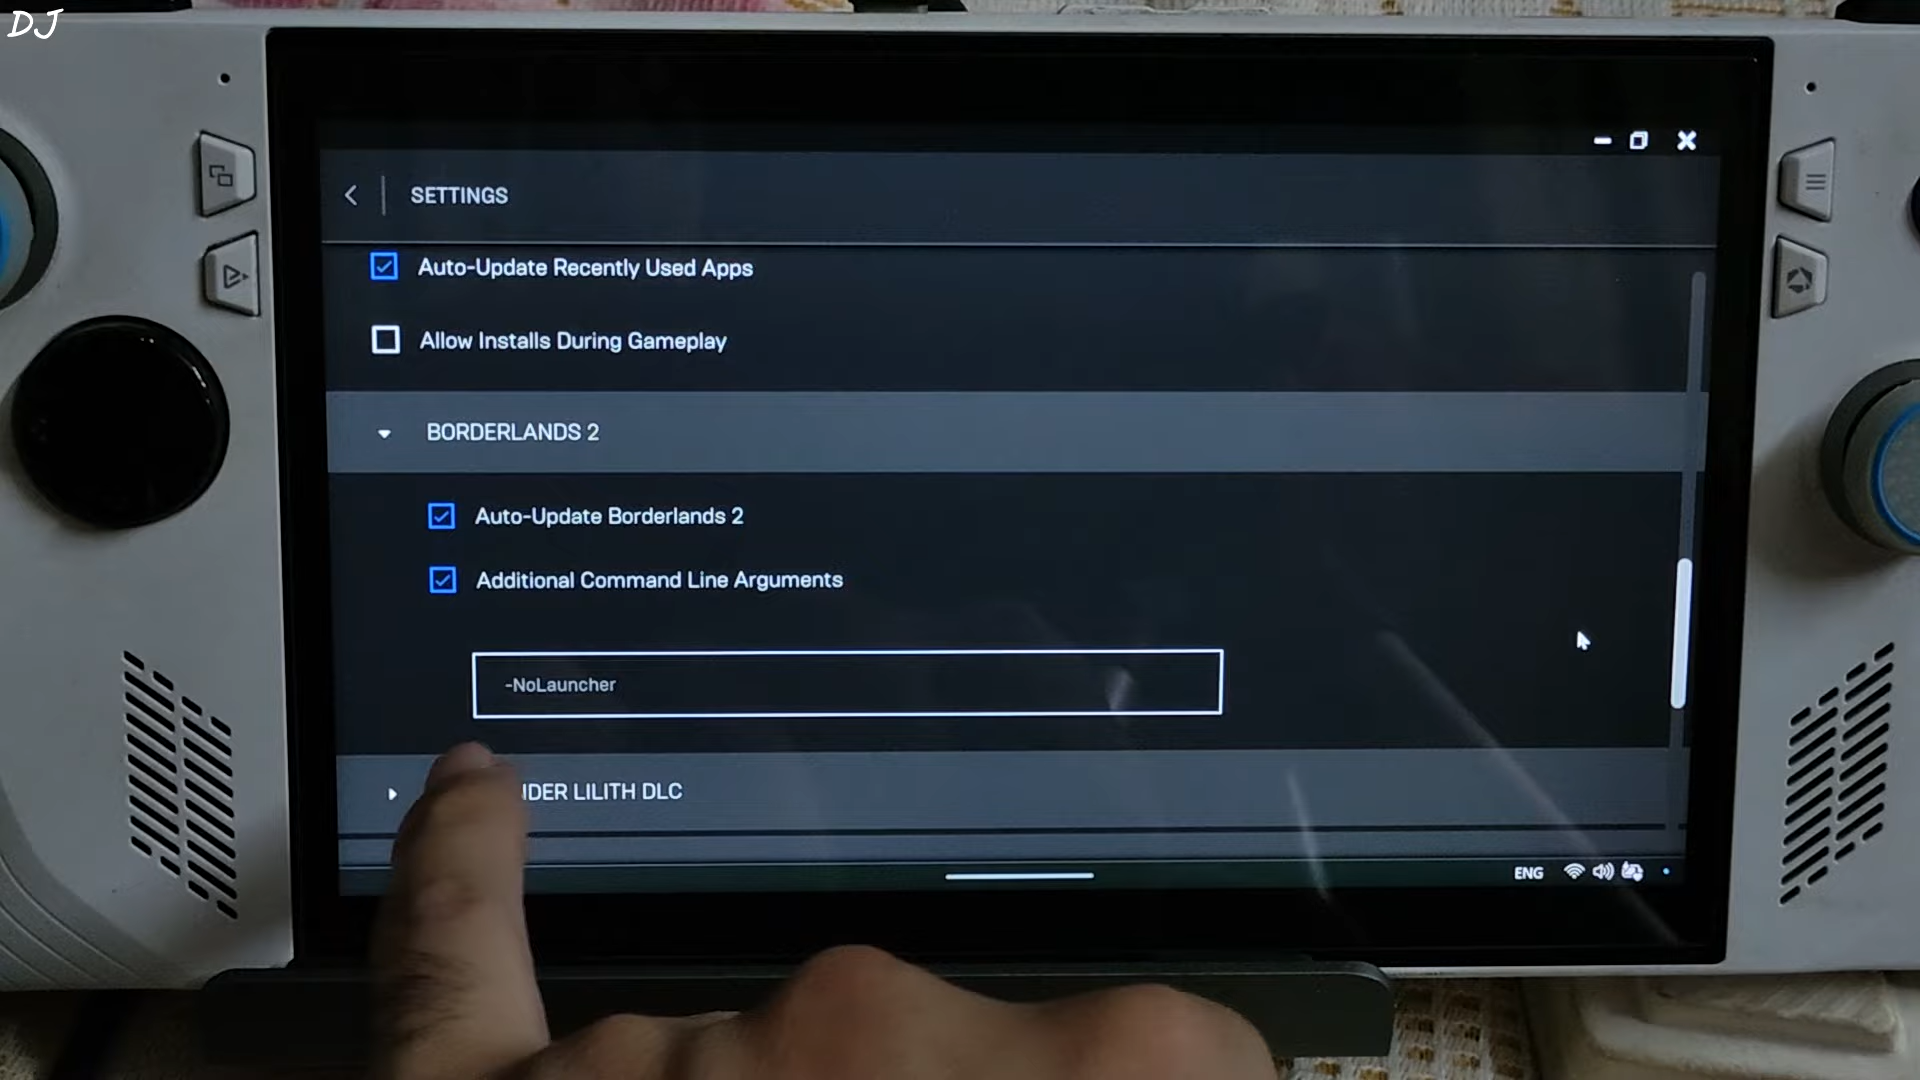 DJ
SETTINGS
Auto-Update Recently Used Apps
Allow Installs During Gameplay
BORDERLANDS 2
Auto-Update Borderlands 2
Additional Command Line Arguments
-NoLauncher
LILITH DLC
ENG